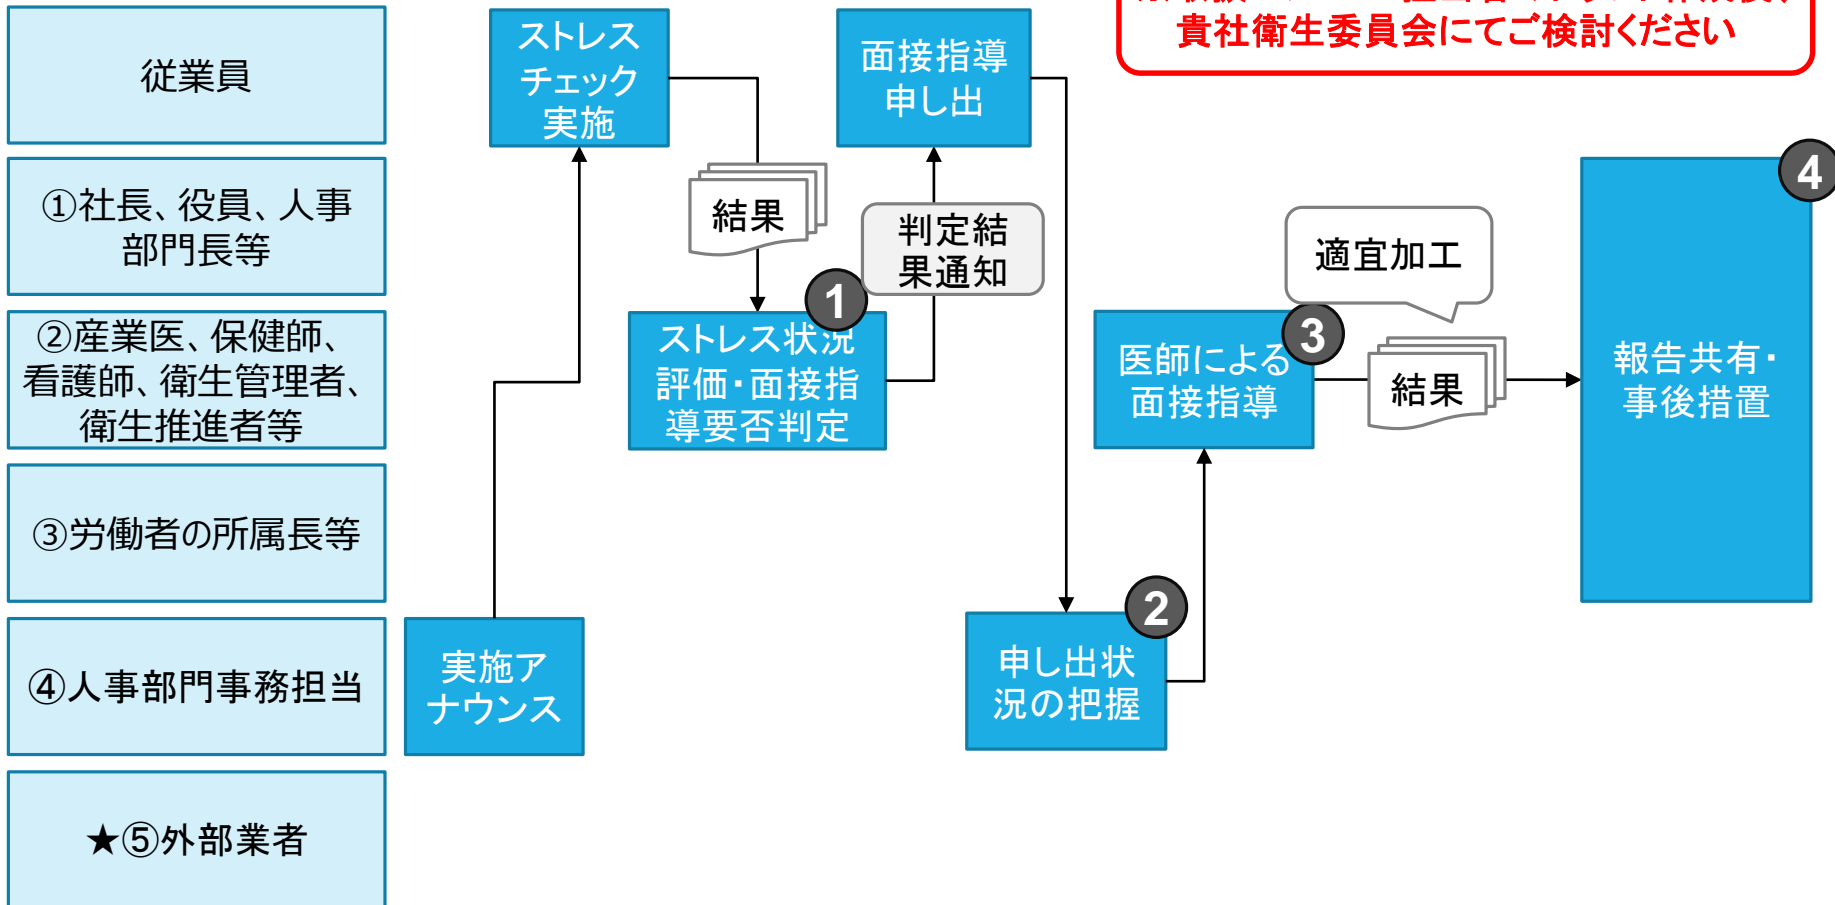 貴社衛生委員会にてご検討ください
従業員
ストレス
チェック
実施
面接指導
申し出
①社長、役員、人事
部門長等
結果
判定結
果通知
適宜加工
4
②産業医、保健師、
看護師、衛生管理者、
衛生推進者等
1
ストレス状況
評価・面接指
導要否判定
3
医師による
面接指導
結果
報告共有・
事後措置
③労働者の所属長等
④人事部門事務担当
実施ア
ナウンス
2
申し出状
況の把握
★⑤外部業者